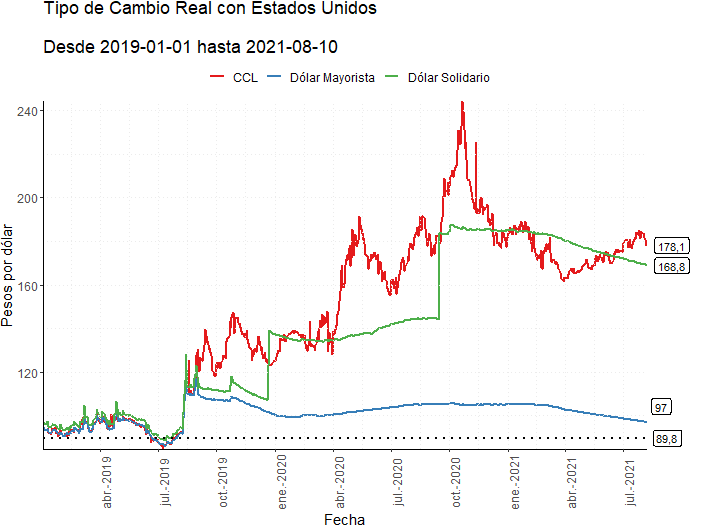 Tipo de Cambio Real con Estados Unidos
Desde 2019-01-01 hasta 2021-08-10
CCL Dólar Mayorista Dólar Solidario
Pesos por dólar
240
200
160
120
178,1
168,8
97
89,8
abr.-2019
jul.-2019
oct.-2019
ene.-2020
abr.-2020
jul.-2020
oct.-2020
ene.-2021
abr.-2021
jul.-2021
Fecha